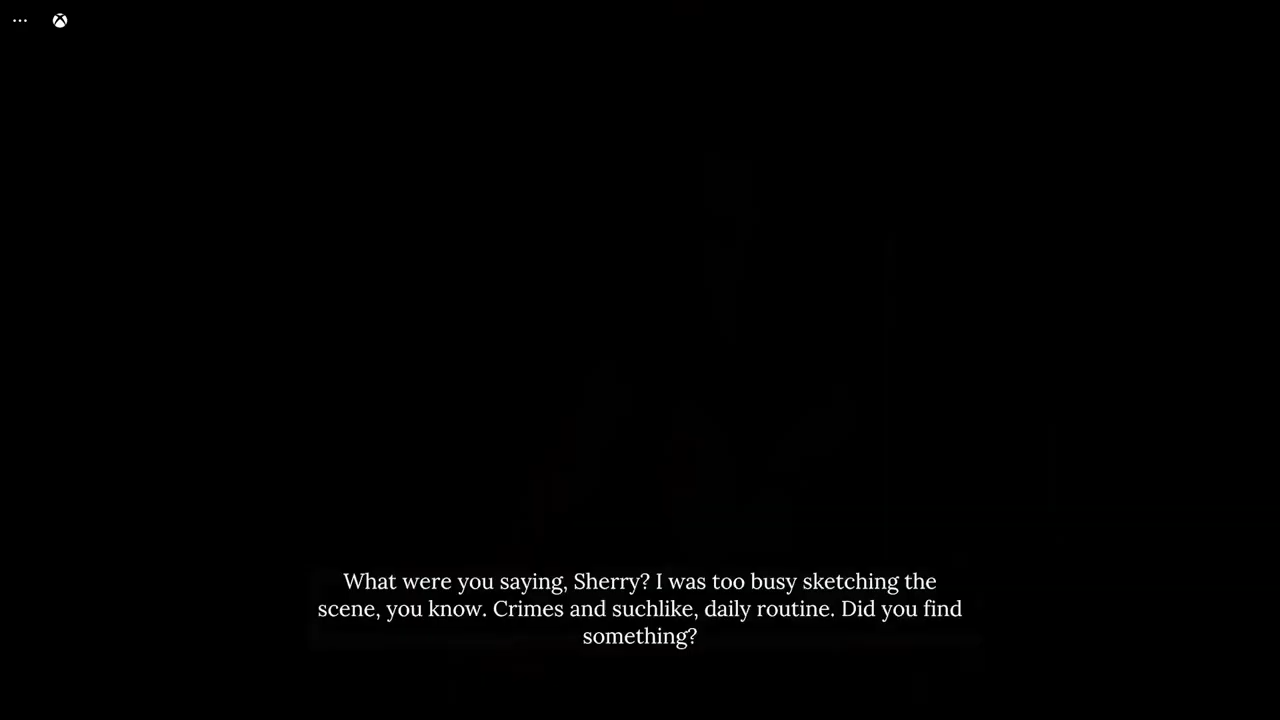 What were you saying, Sherry? I was too busy sketching the
scene, you know. Crimes and suchlike, daily routine. Did you find
something?